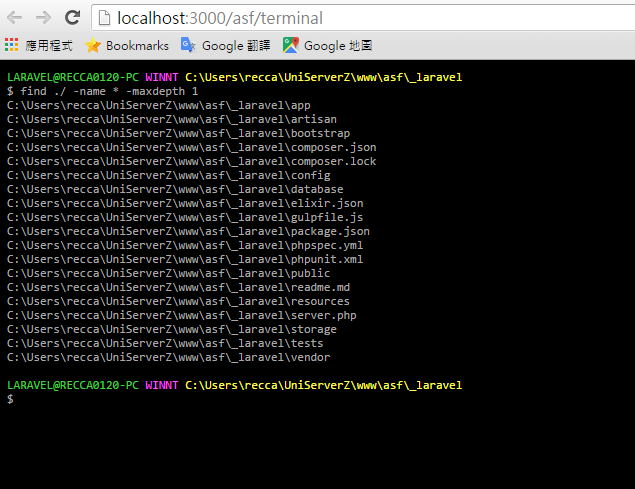 localhost:3000/asf/terminal
應用程式 Bookmarks Google 翻譯 Google 地圖
LARAVEL@RECCA0120-PC WINNT C:\Users\recca\UniServerZ\www\asf\_laravel
$ find ./ -name * -maxdepth 1
C:\Users\recca\UniServerZ\www\asf\_laravel\app
C:\Users\recca\UniServerZ\www\asf\_laravel\artisan
C:\Users\recca\UniServerZ\www\asf\_laravel\bootstrap
C:\Users\recca\UniServerZ\www\asf\_laravel\composer.json
C:\Users\recca\UniServerZ\www\asf\_laravel\composer.lock
C:\Users\recca\UniServerZ\www\asf\_laravel\config
C:\Users\recca\UniServerZ\www\asf\_laravel\database
C:\Users\recca\UniServerZ\www\asf\_laravel\elixir.json
C:\Users\recca\UniServerZ\www\asf\_laravel\gulpfile.js
C:\Users\recca\UniServerZ\www\asf\_laravel\package.json
C:\Users\recca\UniServerZ\www\asf\_laravel\phpspec.yml
C:\Users\recca\UniServerZ\www\asf\_laravel\phpunit.xml
C:\Users\recca\UniServerZ\www\asf\_laravel\public
C:\Users\recca\UniServerZ\www\asf\_laravel\readme.md
C:\Users\recca\UniServerZ\www\asf\_laravel\resources
C:\Users\recca\UniServerZ\www\asf\_laravel\server.php
C:\Users\recca\UniServerZ\www\asf\_laravel\storage
C:\Users\recca\UniServerZ\www\asf\_laravel\tests
C:\Users\recca\UniServerZ\www\asf\_laravel\vendor
LARAVEL@RECCA0120-PC WINNT C:\Users\recca\UniServerZ\www\asf\_laravel
$